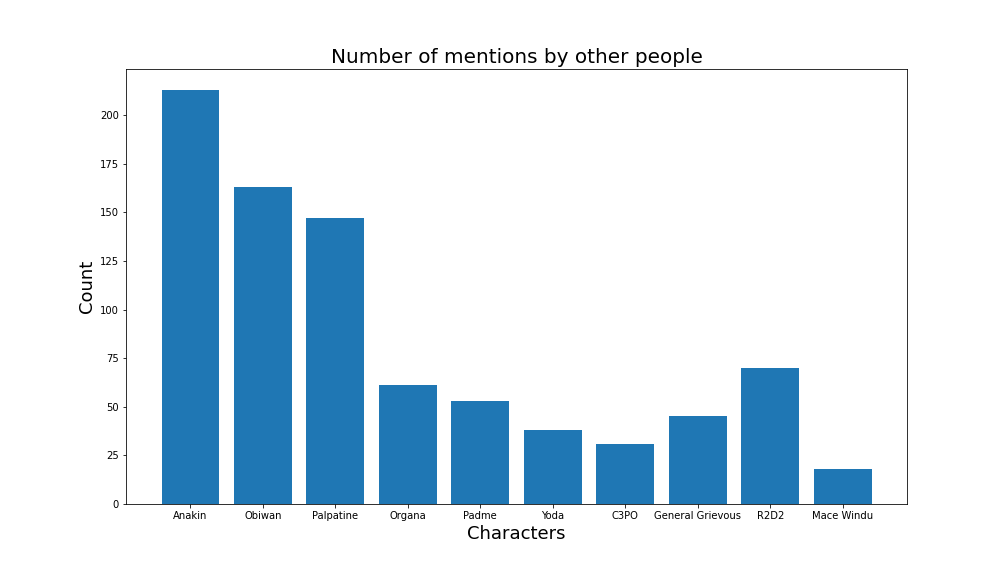 Number of mentions by other people
Count
200
175
150
125
100
75
50
25
0
Anakin Obiwan Palpatine Organa Padme Yoda C3PO General Grievous R2D2 Mace Windu
Characters